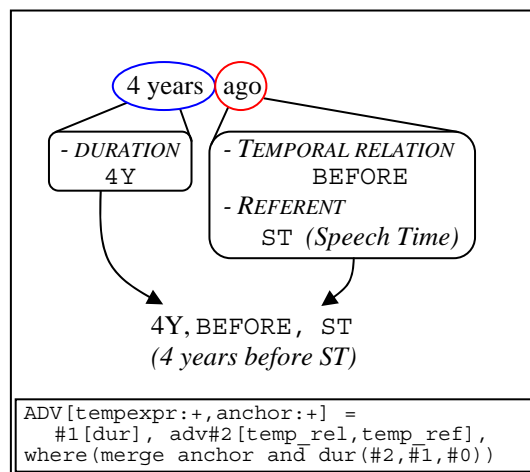 4 years ago
- DURATION
4Y
- TEMPORAL RELATION
BEFORE
- REFERENT
ST (Speech Time)
4Y, BEFORE, ST
(4 years before ST)
ADV[tempexpr:+,anchor:+] =
#1[dur], adv#2[temp_rel,temp_ref],
where(merge anchor and dur(#2,#1,#0))